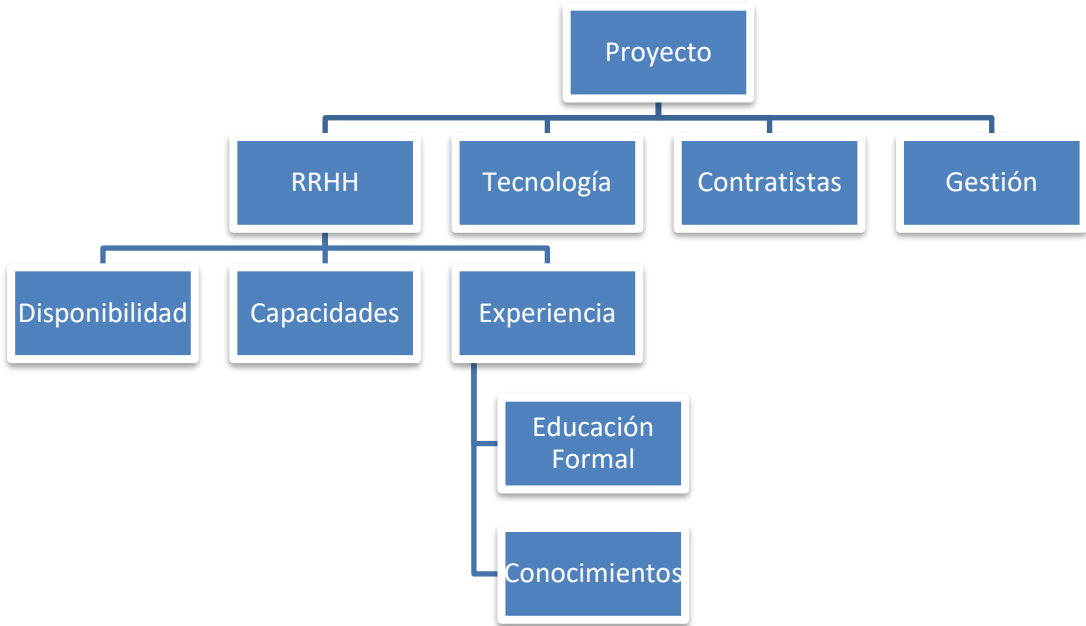 Proyecto
RRHH
Tecnología
Contratistas
Gestión
Disponibilidad
Capacidades
Experiencia
Educación
Formal
Conocimientos